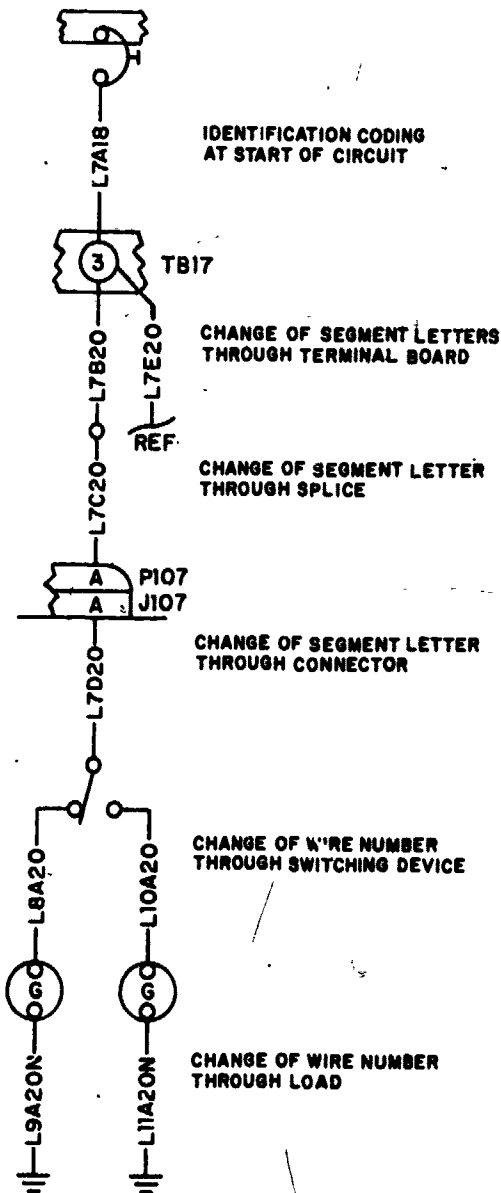 L7A18
IDENTIFICATION CODING
AT START OF CIRCUIT
3
TB17
L7B20
L7E20
CHANGE OF SEGMENT LETTERS
THROUGH TERMINAL BOARD
REF
L7C20
CHANGE OF SEGMENT LETTER
THROUGH SPLICE
A P107
A J107
L7D20
CHANGE OF SEGMENT LETTER
THROUGH CONNECTOR
CHANGE OF W"RE NUMBER
THROUGH SWITCHING DEVICE
L8A20
L10A20
G
G
L9A20N
L11A20N
CHANGE OF WIRE NUMBER
THROUGH LOAD